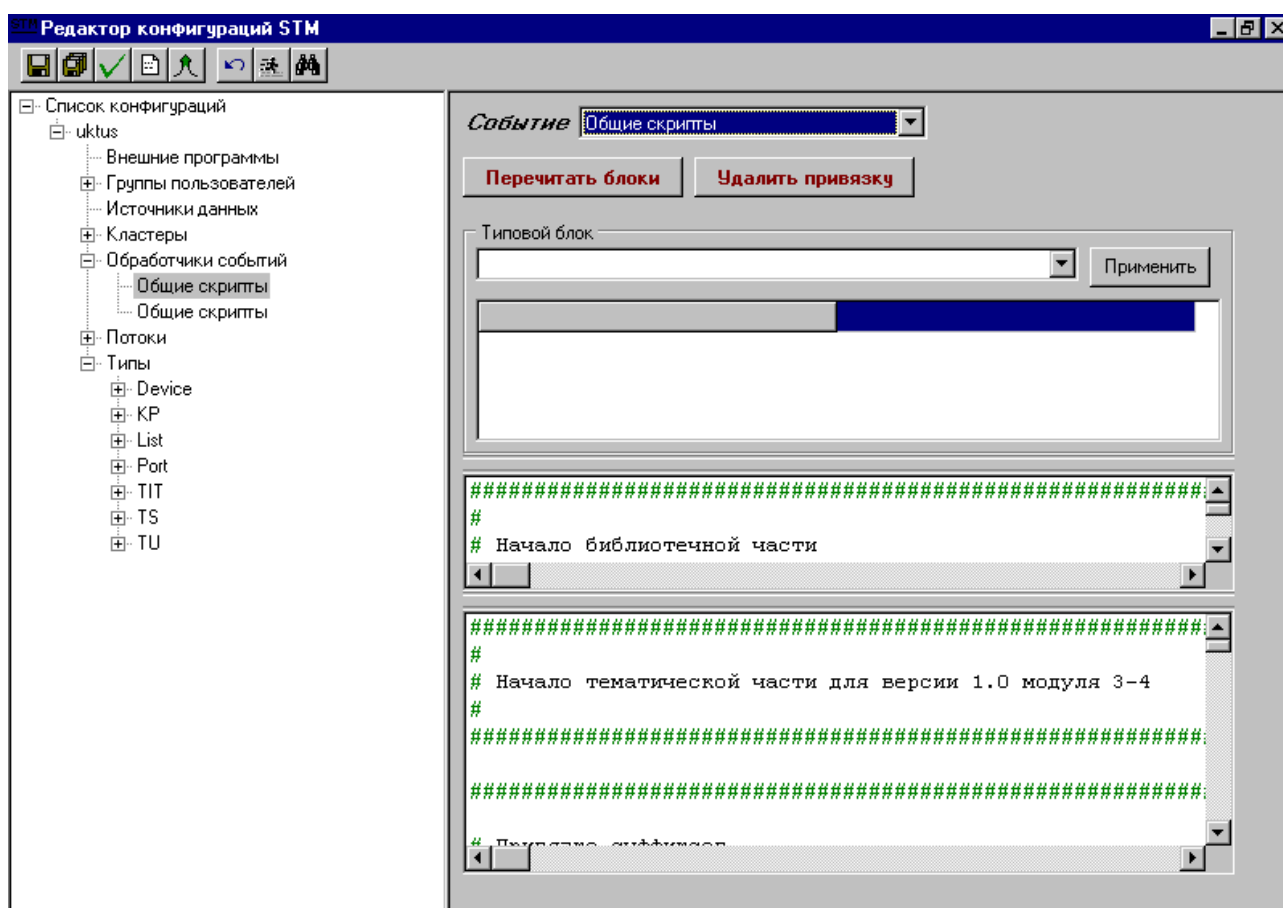 STM Редактор конфигураций STM
Список конфигураций
uktus
Внешние программы
Группы пользователей
Источники данных
Кластеры
Обработчики событий
Общие скрипты
Общие скрипты
Потоки
Типы
Device
KP
List
Port
TIT
TS
TU
Событие Общие скрипты
Перечитать блоки Удалить привязку
Типовой блок
Применить
#########################################################
#
# Начало библиотечной части
#########################################################
#
# Начало тематической части для версии 1.0 модуля 3-4
#
#########################################################
#########################################################
#